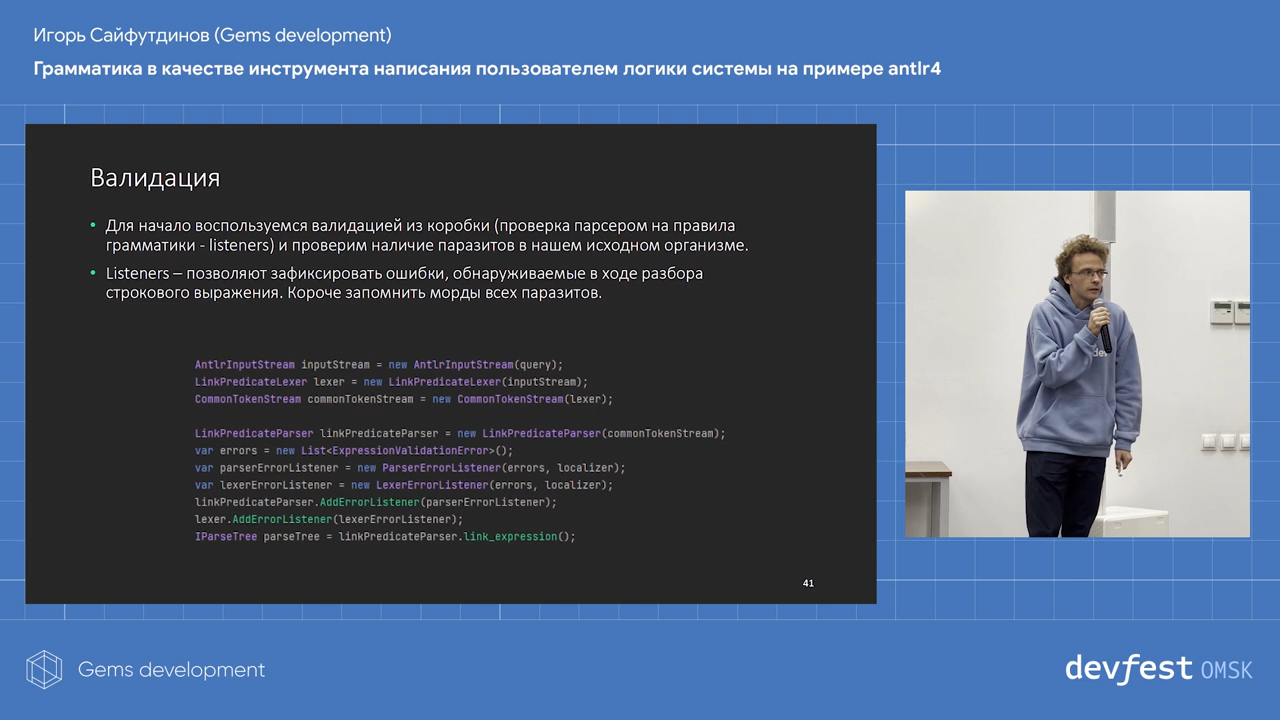 Игорь Сайфутдинов (Gems development)
Грамматика в качестве инструмента написания пользователем логики системы на примере antlr4
Валидация
• Для начало воспользуемся валидацией из коробки (проверка парсером на правила
грамматики - listeners) и проверим наличие паразитов в нашем исходном организме.
• Listeners – позволяют зафиксировать ошибки, обнаруживаемые в ходе разбора
строкового выражения. Короче запомнить морды всех паразитов.
AntlrInputStream inputStream = new AntlrInputStream(query);
LinkPredicateLexer lexer = new LinkPredicateLexer(inputStream);
CommonTokenStream commonTokenStream = new CommonTokenStream(lexer);
LinkPredicateParser linkPredicateParser = new LinkPredicateParser(commonTokenStream);
var errors = new List<ExpressionValidationError>();
var parserErrorListener = new ParserErrorListener(errors, localizer);
var lexerErrorListener = new LexerErrorListener(errors, localizer);
linkPredicateParser.AddErrorListener(parserErrorListener);
lexer.AddErrorListener(lexerErrorListener);
IParseTree parseTree = linkPredicateParser.link_expression();
41
dev
Gems development
devfest OMSK